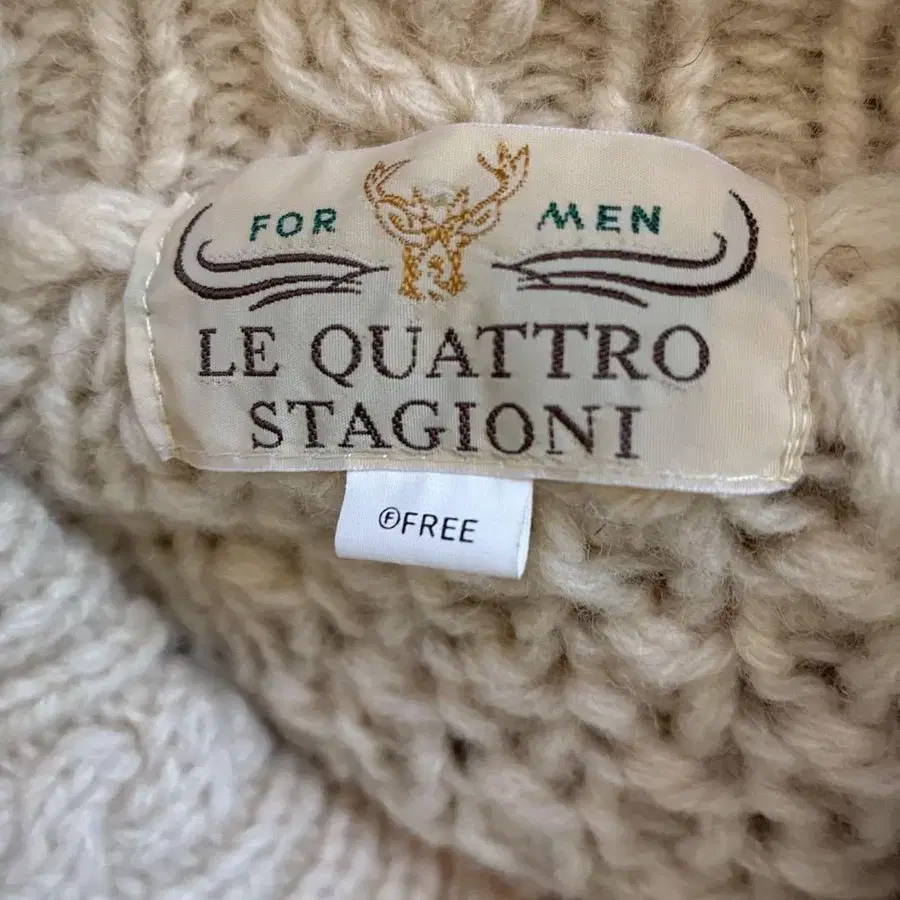 FOR MEN
LE QUATTRO
STAGIONI
ⒻFREE